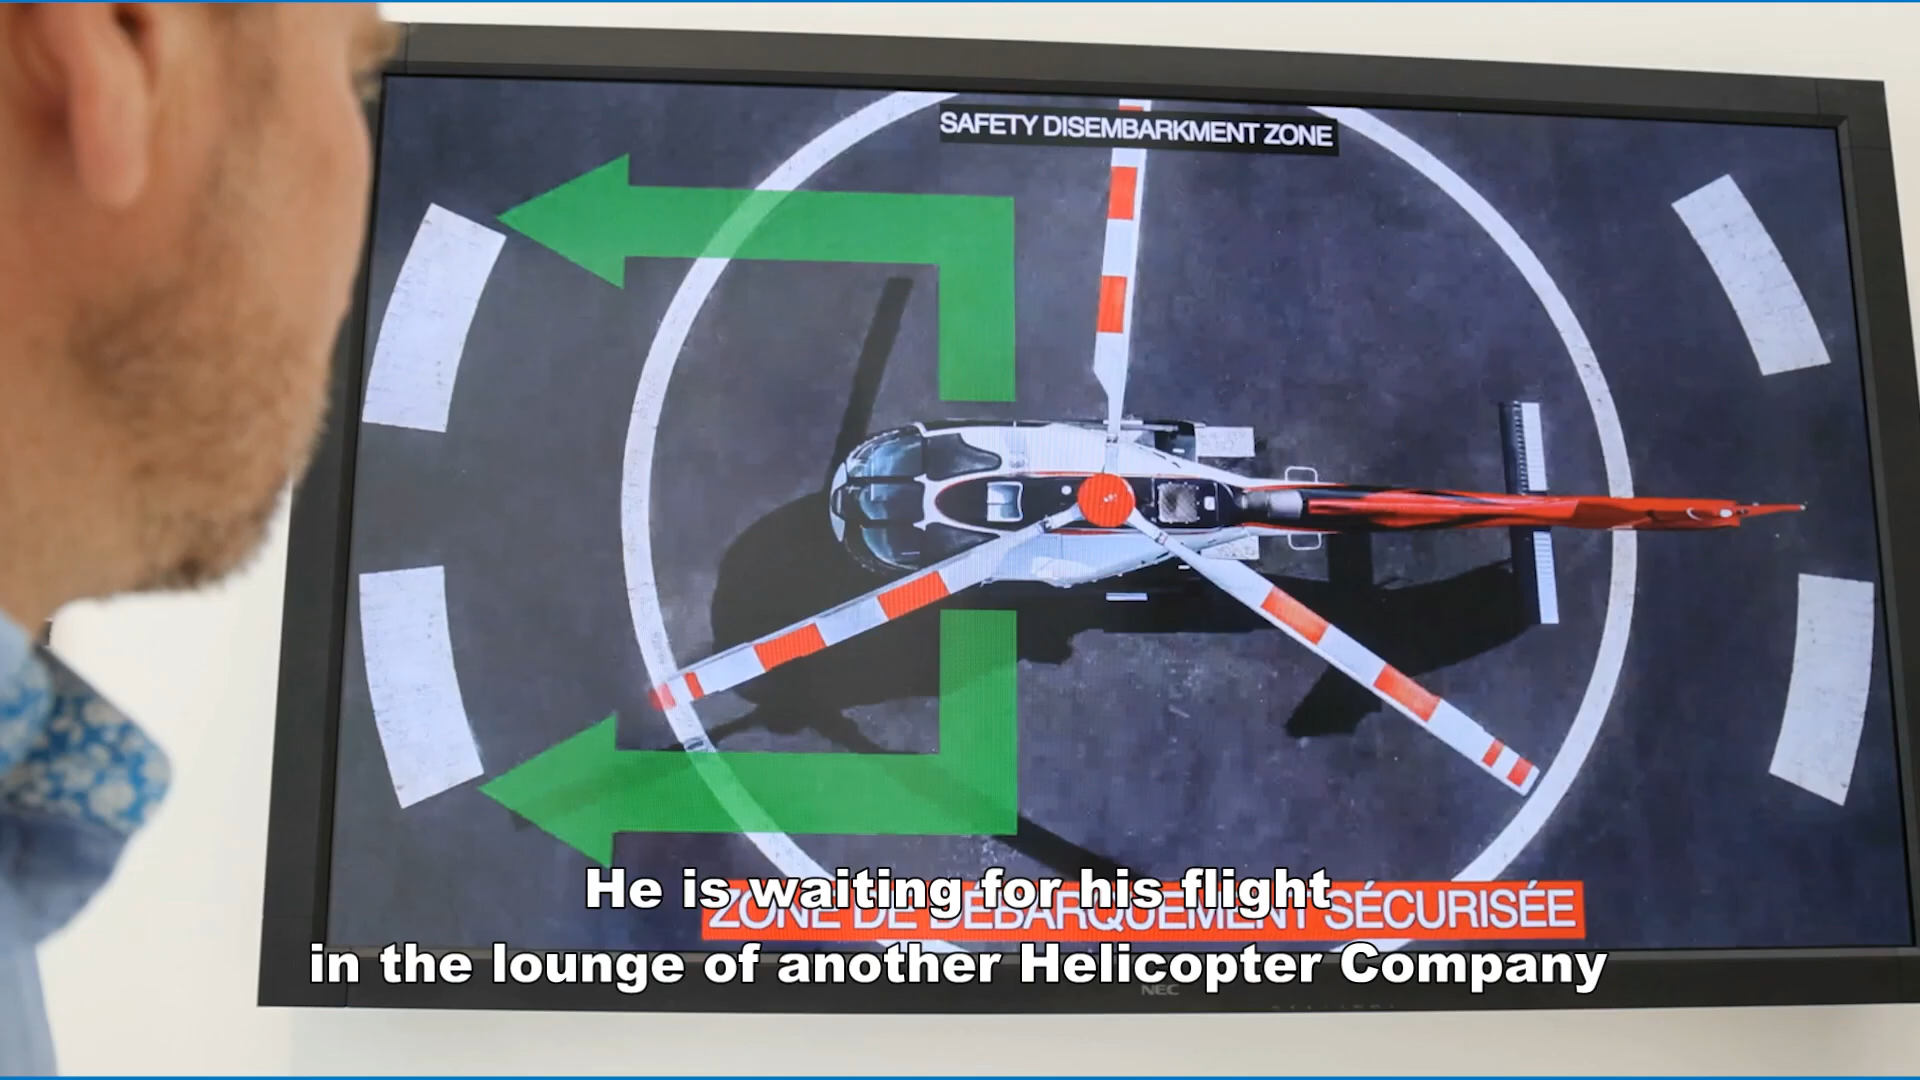 SAFETY DISEMBARKMENT ZONE
He is waiting for his flight
ZONE DE DÉBARQUEMENT SÉCURISÉE
in the lounge of another Helicopter Company
NEC